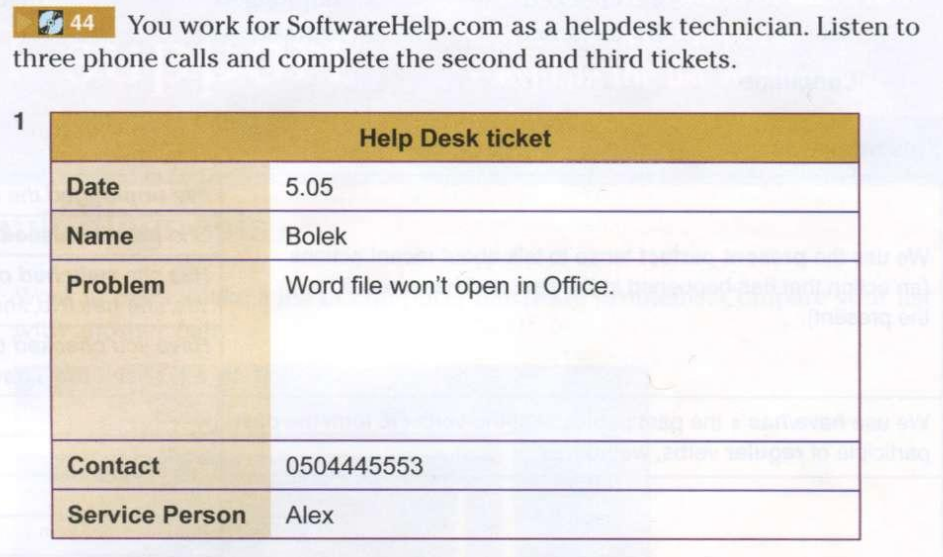 44 You work for SoftwareHelp.com as a helpdesk technician. Listen to
three phone calls and complete the second and third tickets.
1
Help Desk ticket
Date 5.05
Name Bolek
Problem Word file won't open in Office.
Contact 0504445553
Service Person Alex